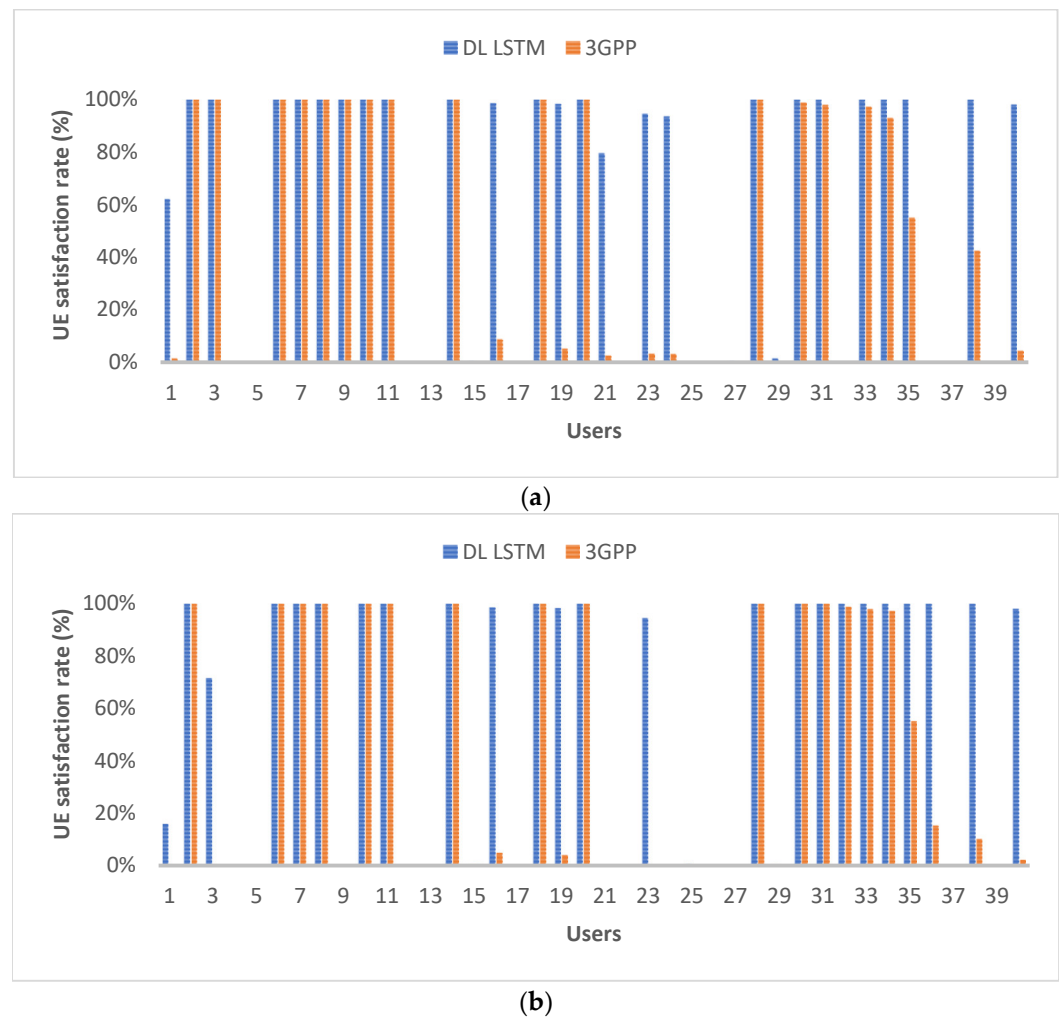 DL LSTM 3GPP
100%
80%
60%
40%
20%
0%
UE satisfaction rate (%)
1 3 5 7 9 11 13 15 17 19 21 23 25 27 29 31 33 35 37 39
Users
(a)
DL LSTM 3GPP
100%
80%
60%
40%
20%
0%
UE satisfaction rate (%)
1 3 5 7 9 11 13 15 17 19 21 23 25 27 29 31 33 35 37 39
Users
(b)